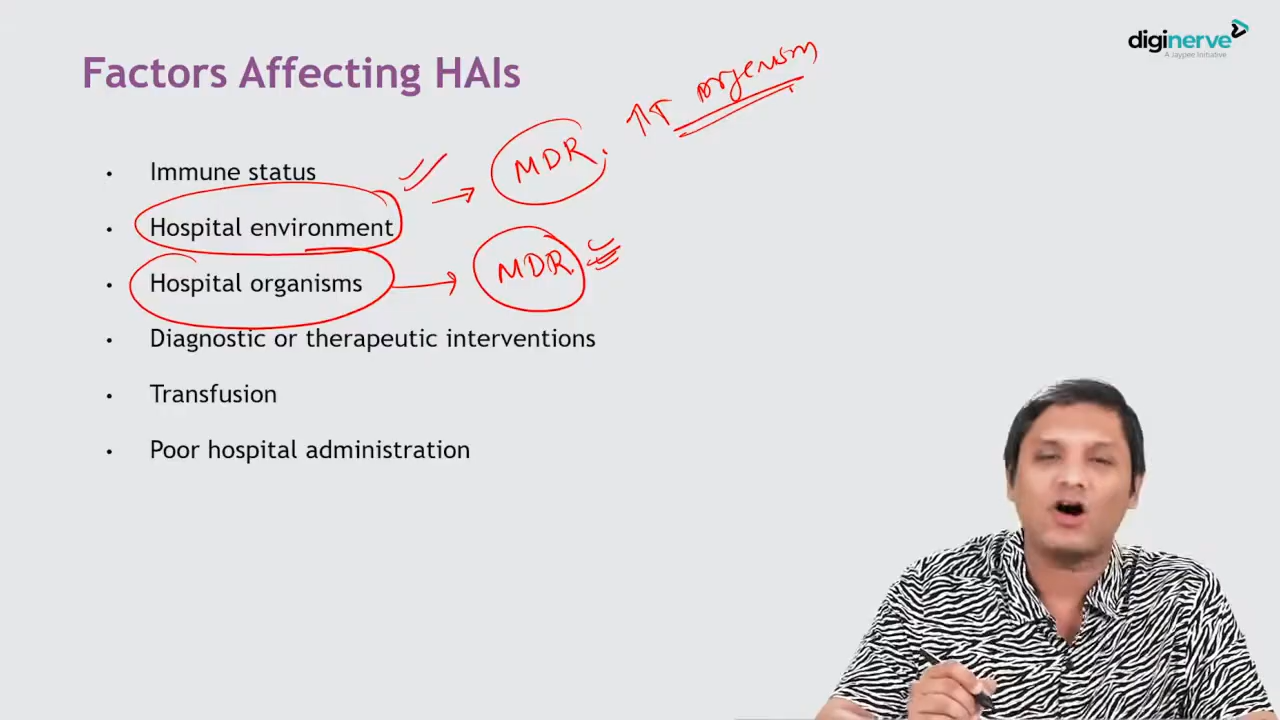 diginerve
A Jaypee Initiative
Factors Affecting HAIs
↑↑ organism
• Immune status
MDR
• Hospital environment
• Hospital organisms → MDR
• Diagnostic or therapeutic interventions
• Transfusion
• Poor hospital administration